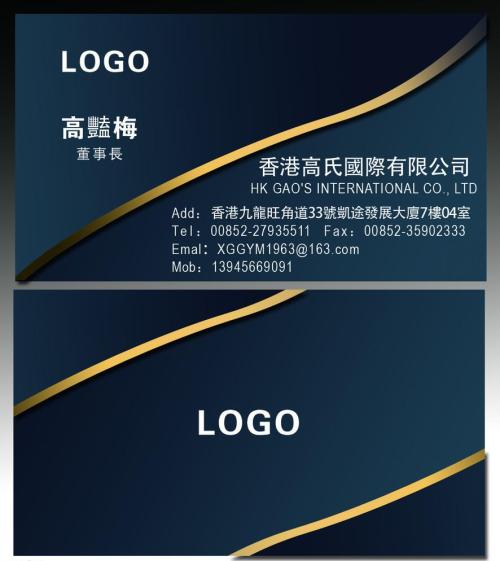 LOGO
高豔梅
董事長
香港高氏國際有限公司
HK GAO'S INTERNATIONAL CO., LTD
Add: 香港九龍旺角道33號凱途發展大廈7樓04室
Tel: 00852-27935511 Fax: 00852-35902333
Emal: XGGYM1963@163.com
Mob: 13945669091
LOGO